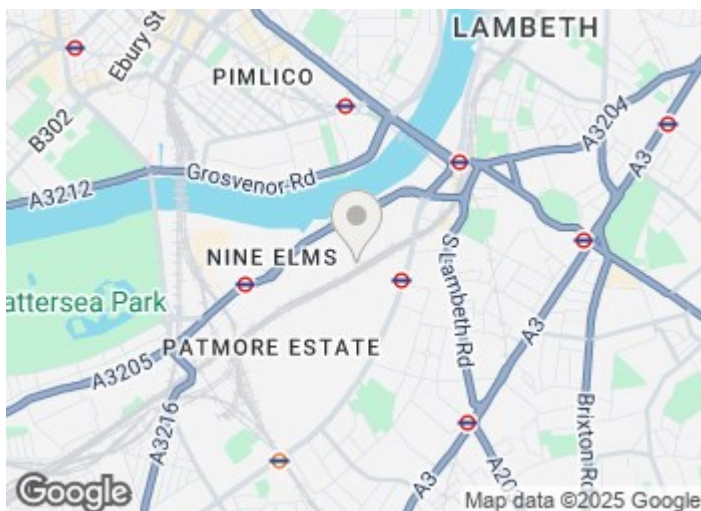 LAMBETH
Ebury St
PIMLICO
B302
A3204
A3
Grosvenor Rd
A3212
NINE ELMS
S Lambeth Rd
attersea Park
A3
PATMORE ESTATE
A3205
A3216
Brixton Rd
A3
A20
Google
Map data ©2025 Google